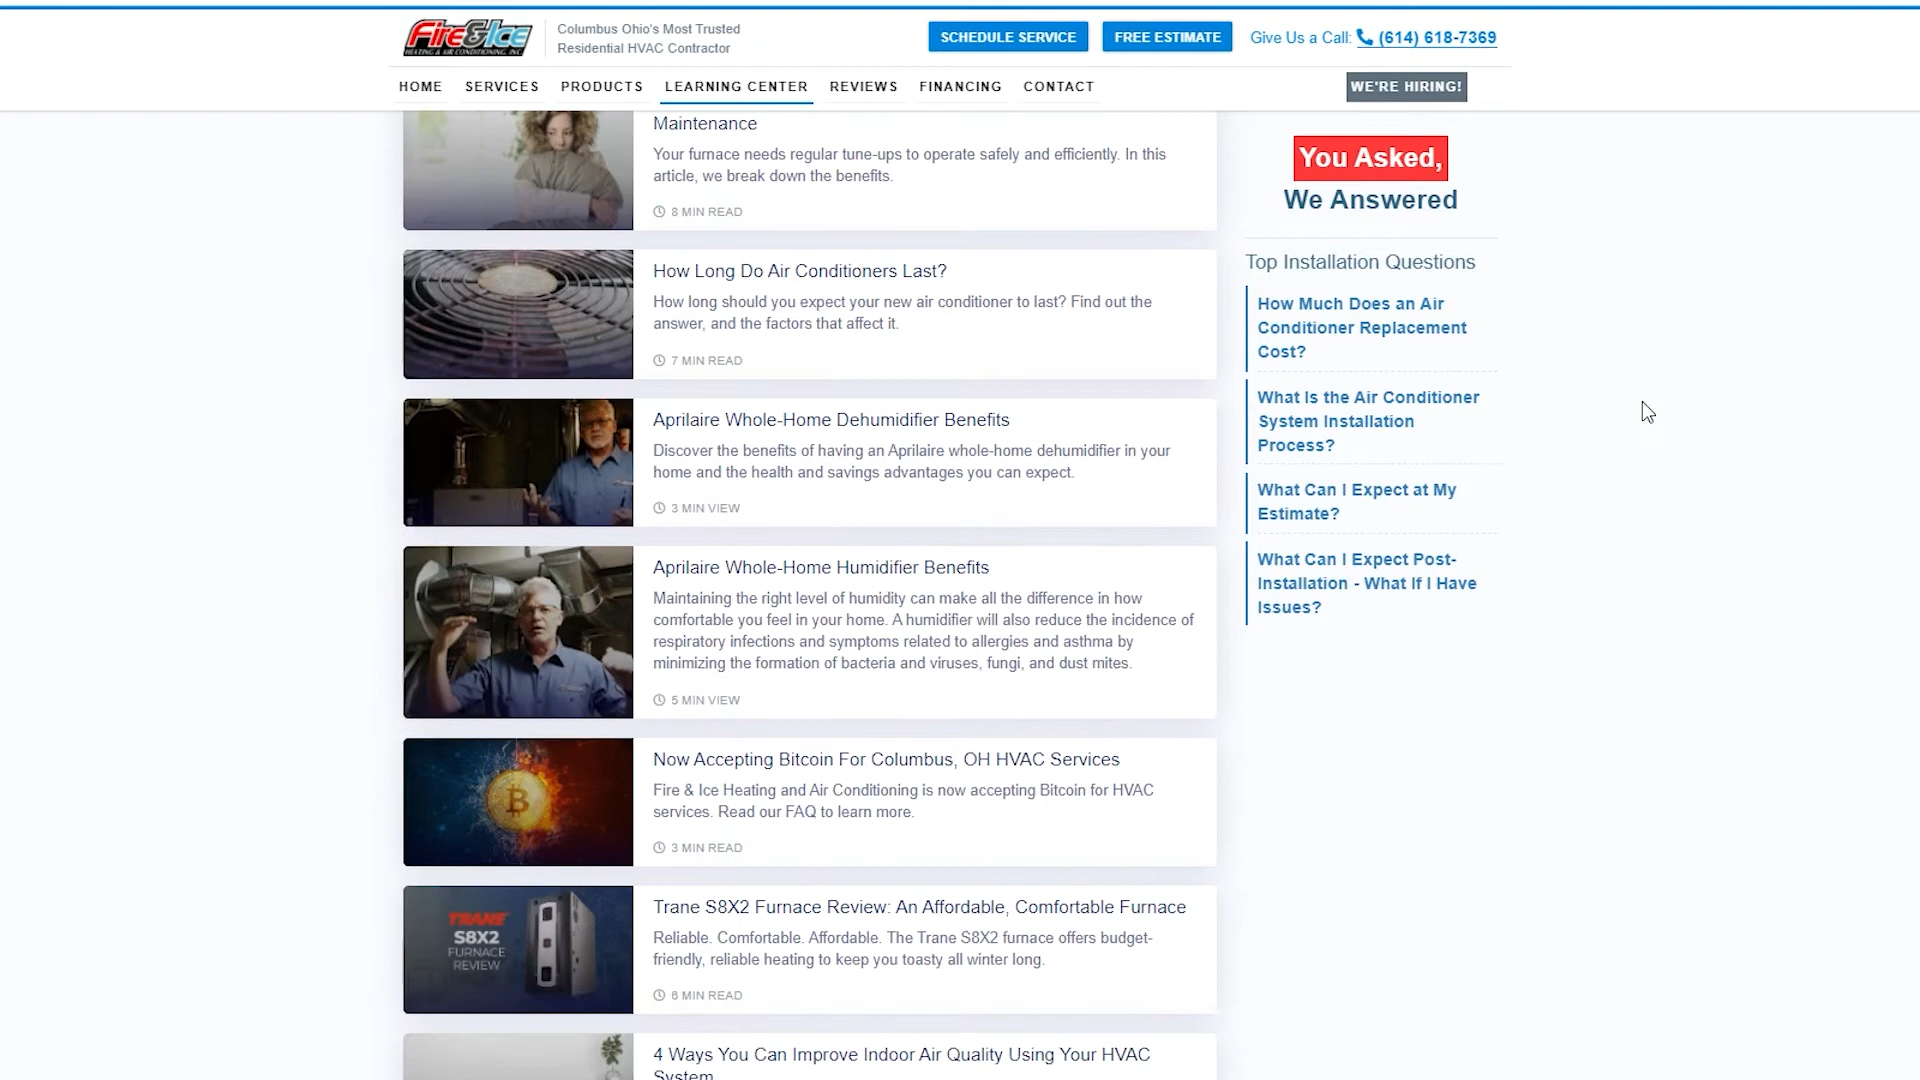 Fire & Ice
HEATING & AIR CONDITIONING, INC.
Columbus Ohio's Most Trusted
Residential HVAC Contractor
SCHEDULE SERVICE
FREE ESTIMATE
Give Us a Call: (614) 618-7369
HOME
SERVICES
PRODUCTS
LEARNING CENTER
REVIEWS
FINANCING
CONTACT
WE'RE HIRING!
Maintenance
Your furnace needs regular tune-ups to operate safely and efficiently. In this
article, we break down the benefits.
8 MIN READ
How Long Do Air Conditioners Last?
How long should you expect your new air conditioner to last? Find out the
answer, and the factors that affect it.
7 MIN READ
Aprilaire Whole-Home Dehumidifier Benefits
Discover the benefits of having an Aprilaire whole-home dehumidifier in your
home and the health and savings advantages you can expect.
3 MIN VIEW
Aprilaire Whole-Home Humidifier Benefits
Maintaining the right level of humidity can make all the difference in how
comfortable you feel in your home. A humidifier will also reduce the incidence of
respiratory infections and symptoms related to allergies and asthma by
minimizing the formation of bacteria and viruses, fungi, and dust mites.
5 MIN VIEW
Now Accepting Bitcoin For Columbus, OH HVAC Services
Fire & Ice Heating and Air Conditioning is now accepting Bitcoin for HVAC
services. Read our FAQ to learn more.
3 MIN READ
TRANE
S8X2
FURNACE
REVIEW
Trane S8X2 Furnace Review: An Affordable, Comfortable Furnace
Reliable. Comfortable. Affordable. The Trane S8X2 furnace offers budget-
friendly, reliable heating to keep you toasty all winter long.
6 MIN READ
4 Ways You Can Improve Indoor Air Quality Using Your HVAC
System
You Asked,
We Answered
Top Installation Questions
How Much Does an Air
Conditioner Replacement
Cost?
What Is the Air Conditioner
System Installation
Process?
What Can I Expect at My
Estimate?
What Can I Expect Post-
Installation - What If I Have
Issues?